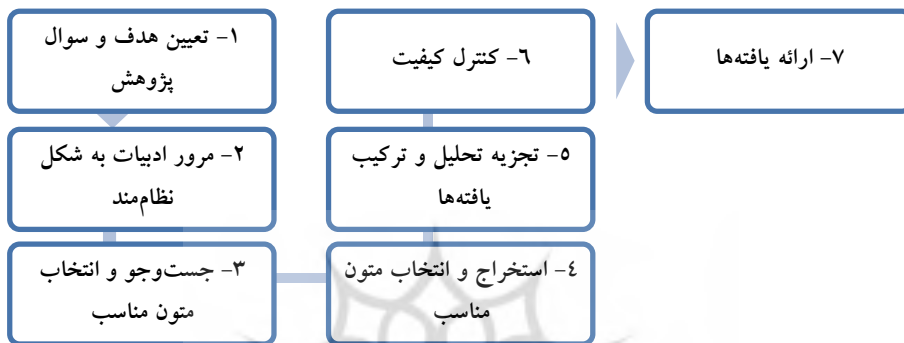 ۱- تعیین هدف و سوال
پژوهش
۲- مرور ادبیات به شکل
نظام‌مند
۳- جست‌وجو و انتخاب
متون مناسب
٤- استخراج و انتخاب متون
مناسب
۵- تجزیه تحلیل و ترکیب
یافته‌ها
٦- کنترل کیفیت
۷- ارائه یافته‌ها